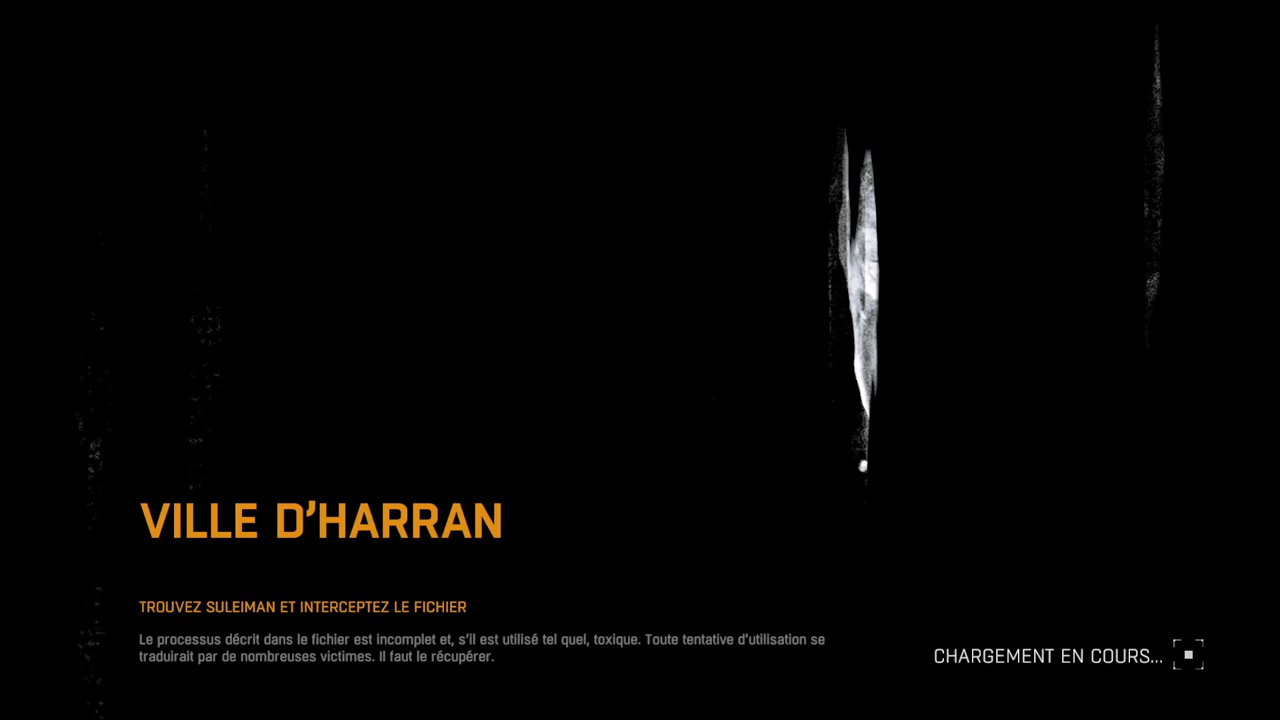 VILLE D'HARRAN
TROUVEZ SULEIMAN ET INTERCEPTEZ LE FICHIER
Le processus décrit dans le fichier est incomplet et, s'il est utilisé tel quel, toxique. Toute tentative d'utilisation se
traduirait par de nombreuses victimes. Il faut le récupérer.
CHARGEMENT EN COURS...